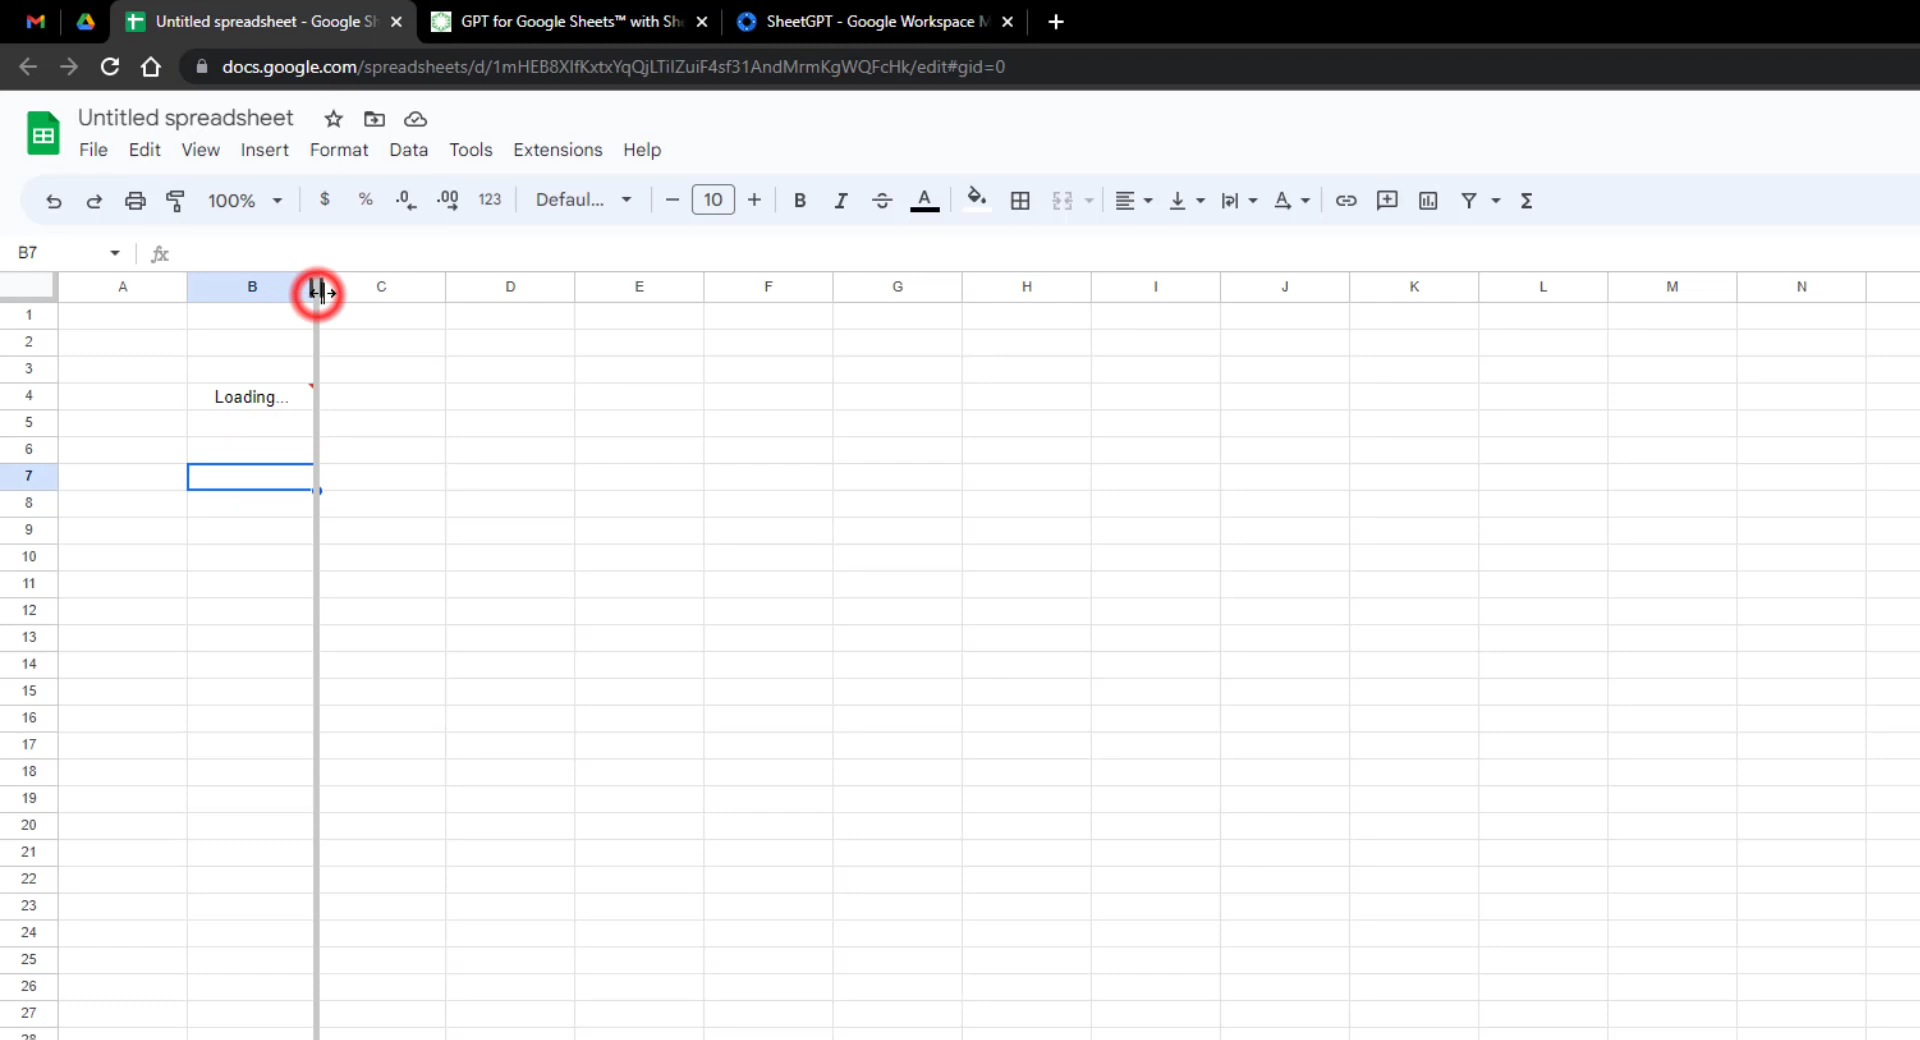 Untitled spreadsheet - Google Sh
GPT for Google Sheets™ with She
SheetGPT - Google Workspace M
docs.google.com/spreadsheets/d/1mHEB8XIfKxtxYqQjLTilZuiF4sf31AndMrmKgWQFcHk/edit#gid=0
Untitled spreadsheet
File Edit View Insert Format Data Tools Extensions Help
100% $ % .0 .00 123 Defaul... 10 B I S A Σ
B7 fx
A B C D E F G H I J K L M N
1
2
3
4 Loading...
5
6
7
8
9
10
11
12
13
14
15
16
17
18
19
20
21
22
23
24
25
26
27
28